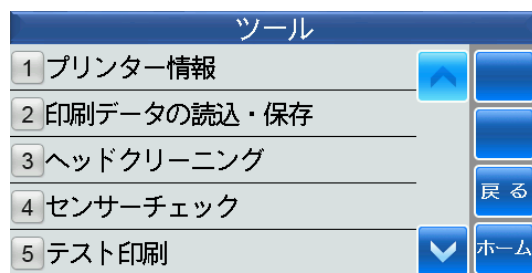 ツール
1 プリンター情報
2 印刷データの読込・保存
3 ヘッドクリーニング
4 センサーチェック
戻る
5 テスト印刷
ホーム